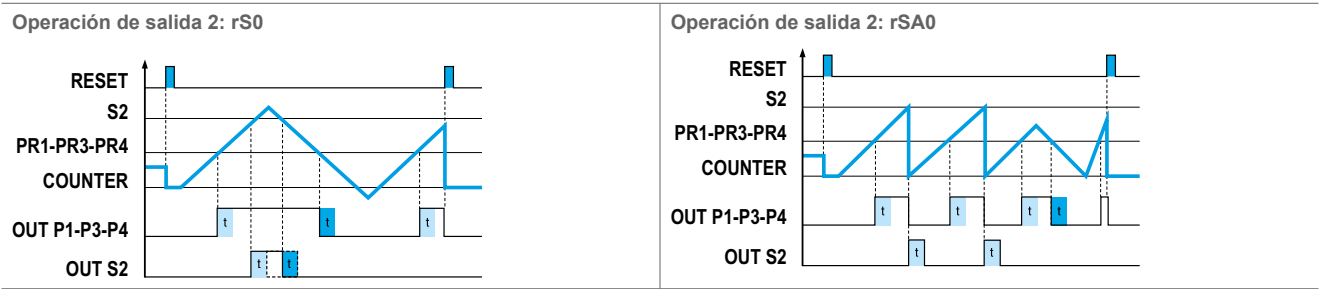 Operación de salida 2: rS0
RESET
S2
PR1-PR3-PR4
COUNTER
OUT P1-P3-P4
t
t
t
OUT S2
t
t
Operación de salida 2: rSA0
RESET
S2
PR1-PR3-PR4
COUNTER
OUT P1-P3-P4
t
t
t
t
OUT S2
t
t